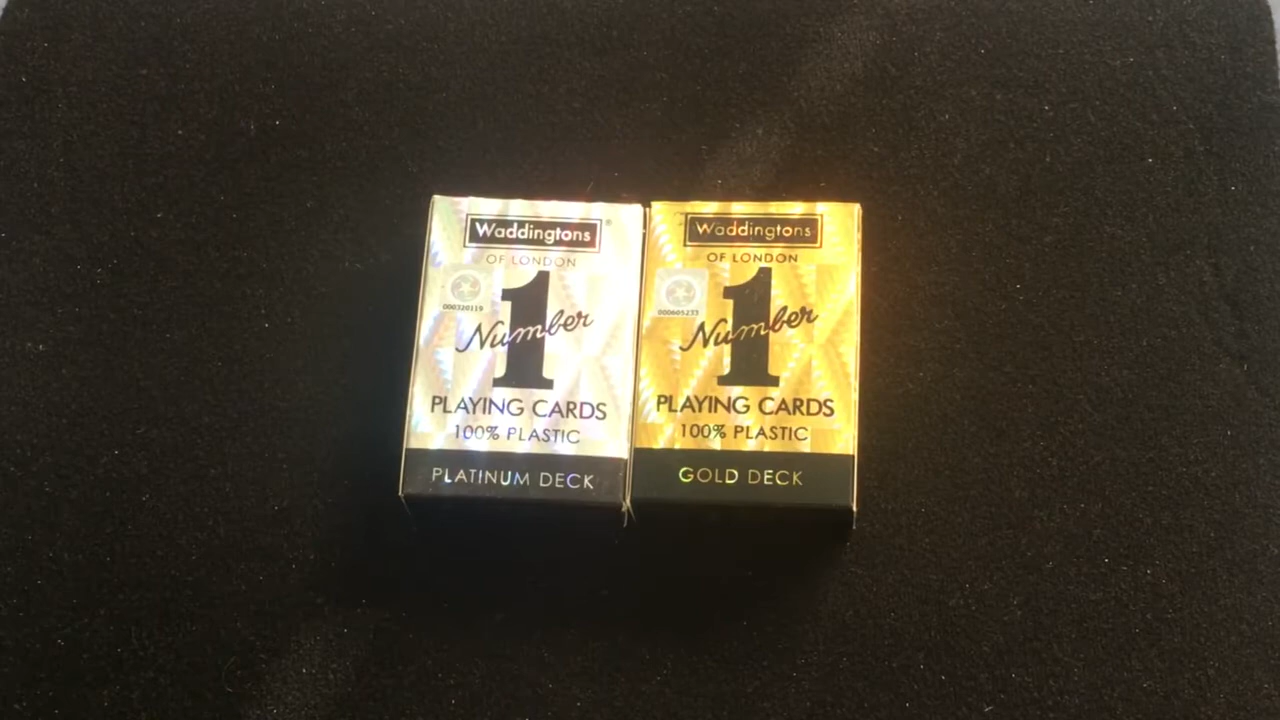 Waddingtons®
OF LONDON
000320119
Number 1
PLAYING CARDS
100% PLASTIC
PLATINUM DECK
Waddingtons
OF LONDON
000605233
Number 1
PLAYING CARDS
100% PLASTIC
GOLD DECK